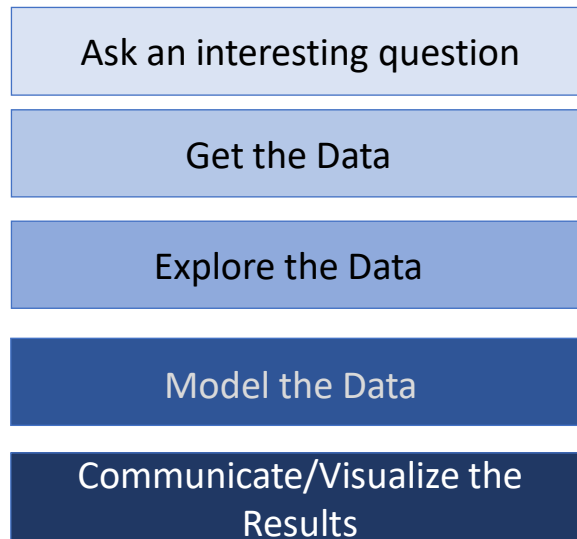 Ask an interesting question
Get the Data
Explore the Data
Model the Data
Communicate/Visualize the
Results